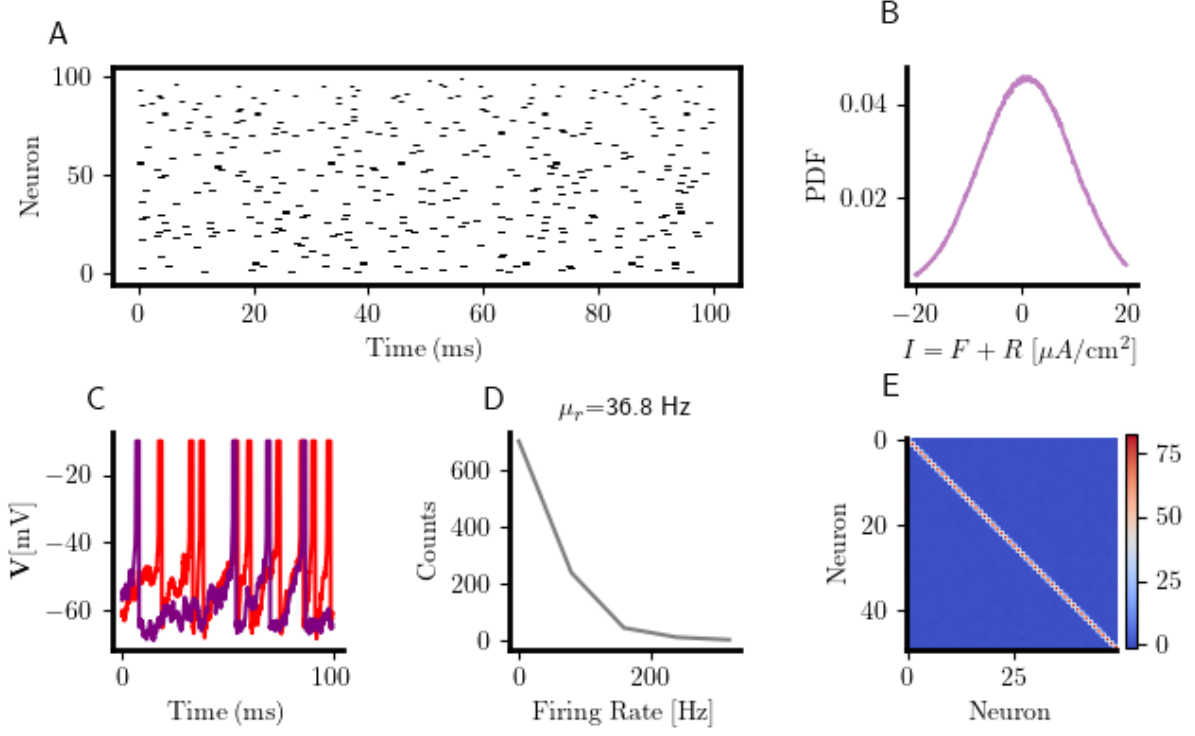 A
100
50
0
Neuron
0 20 40 60 80 100
Time (ms)
B
0.04
0.02
PDF
−20 0 20
I = F + R [μA/cm²]
C
−20
−40
−60
V[mV]
0 100
Time (ms)
D
μᵣ=36.8 Hz
600
400
200
0
Counts
0 200
Firing Rate [Hz]
E
0
20
40
Neuron
0 25
Neuron
75
50
25
0